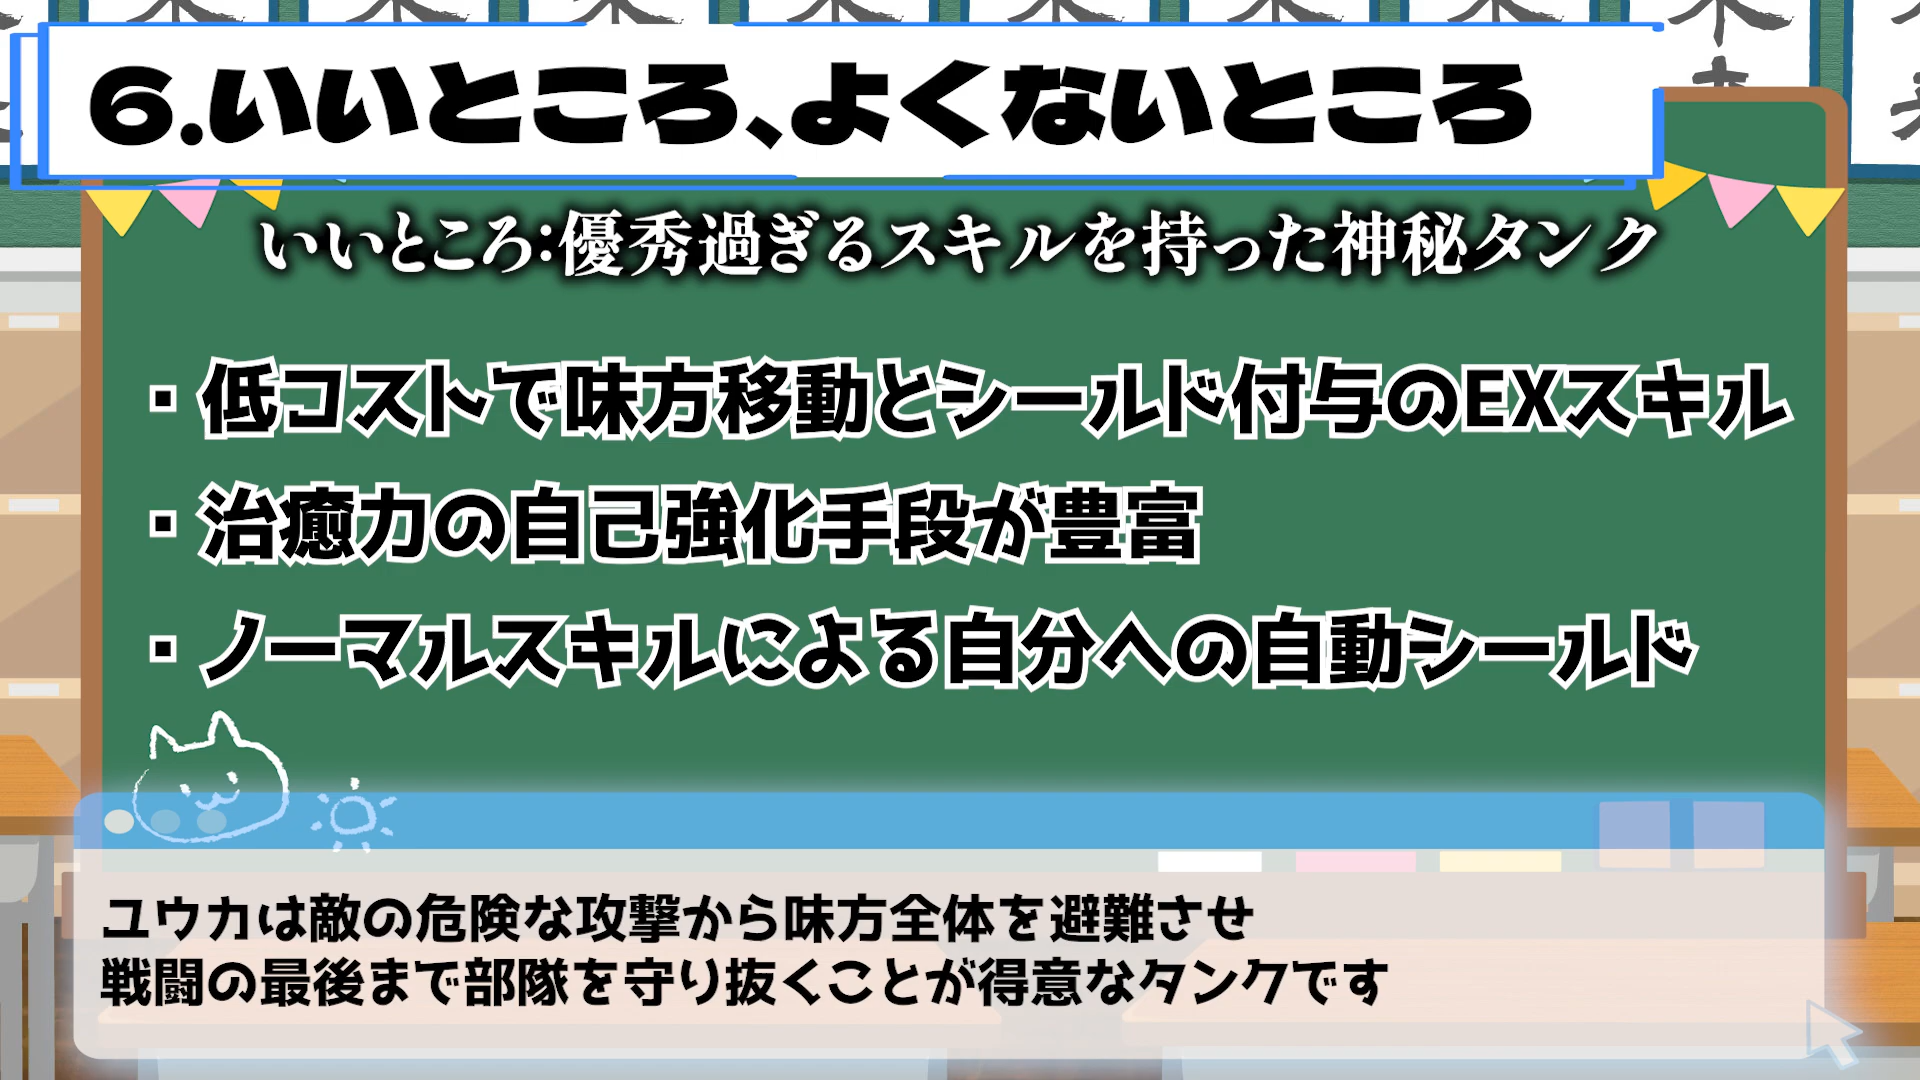 6.いいところ、よくないところ
いいところ:優秀過ぎるスキルを持った神秘タンク
・低コストで味方移動とシールド付与のEXスキル
・治癒力の自己強化手段が豊富
・ノーマルスキルによる自分への自動シールド
ユウカは敵の危険な攻撃から味方全体を避難させ
戦闘の最後まで部隊を守り抜くことが得意なタンクです